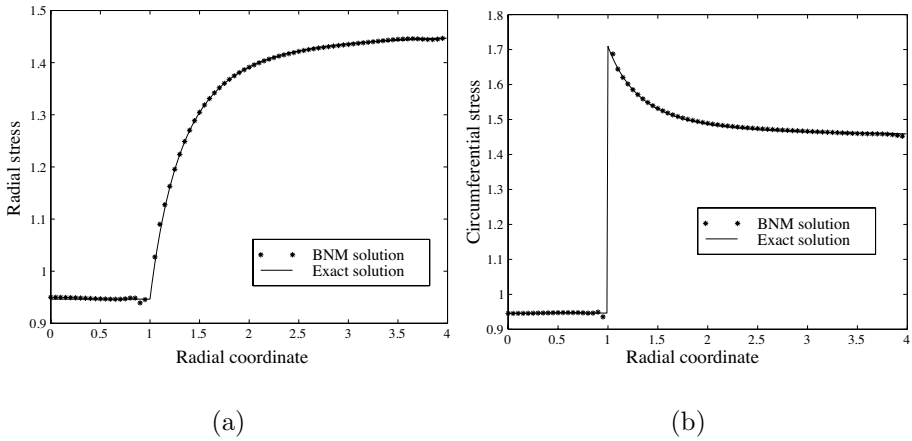 1.5
1.4
1.3
1.2
1.1
1
0.9
Radial stress
BNM solution
Exact solution
0 0.5 1 1.5 2 2.5 3 3.5 4
Radial coordinate
(a)
1.8
1.7
1.6
1.5
1.4
1.3
1.2
1.1
1
0.9
Circumferential stress
BNM solution
Exact solution
0 0.5 1 1.5 2 2.5 3 3.5 4
Radial coordinate
(b)